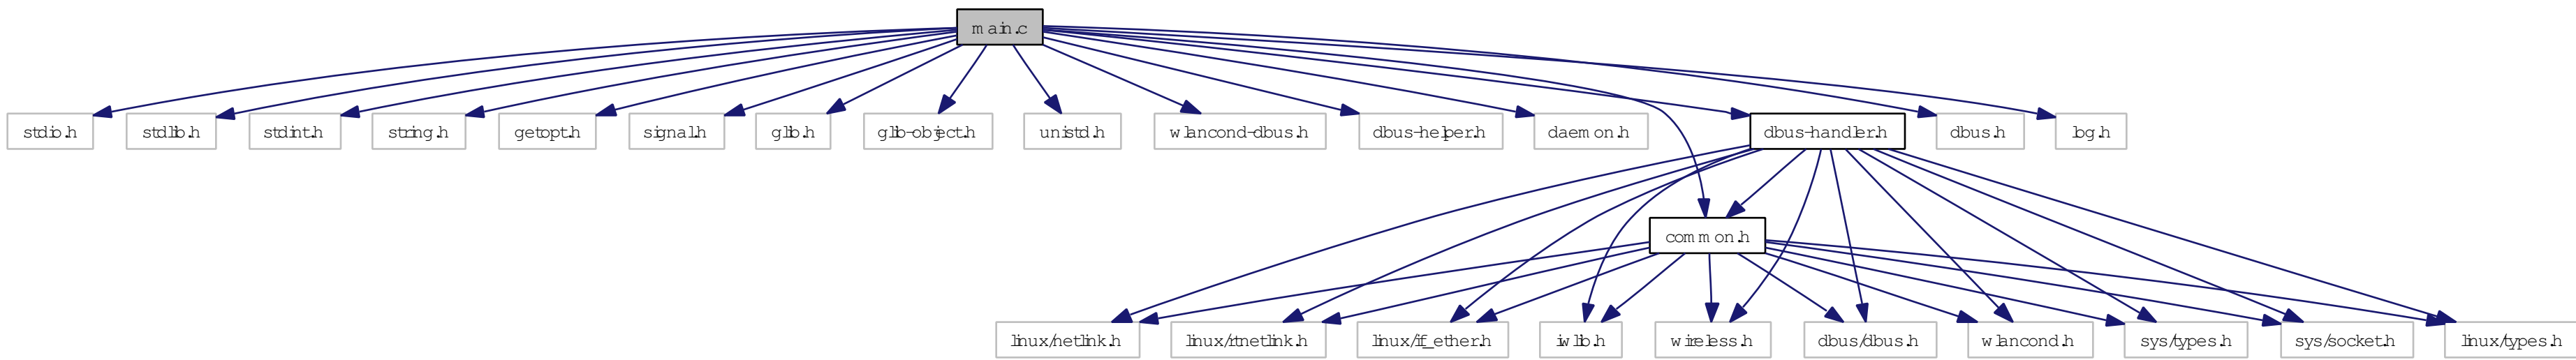 main.c
stdio.h
stdlib.h
stdint.h
string.h
getopt.h
signal.h
glib.h
glib-object.h
unistd.h
wlancond-dbus.h
dbus-helper.h
daemon.h
dbus-handler.h
dbus.h
log.h
common.h
linux/netlink.h
linux/rtnetlink.h
linux/if_ether.h
iwlib.h
wireless.h
dbus/dbus.h
wlancond.h
sys/types.h
sys/socket.h
linux/types.h